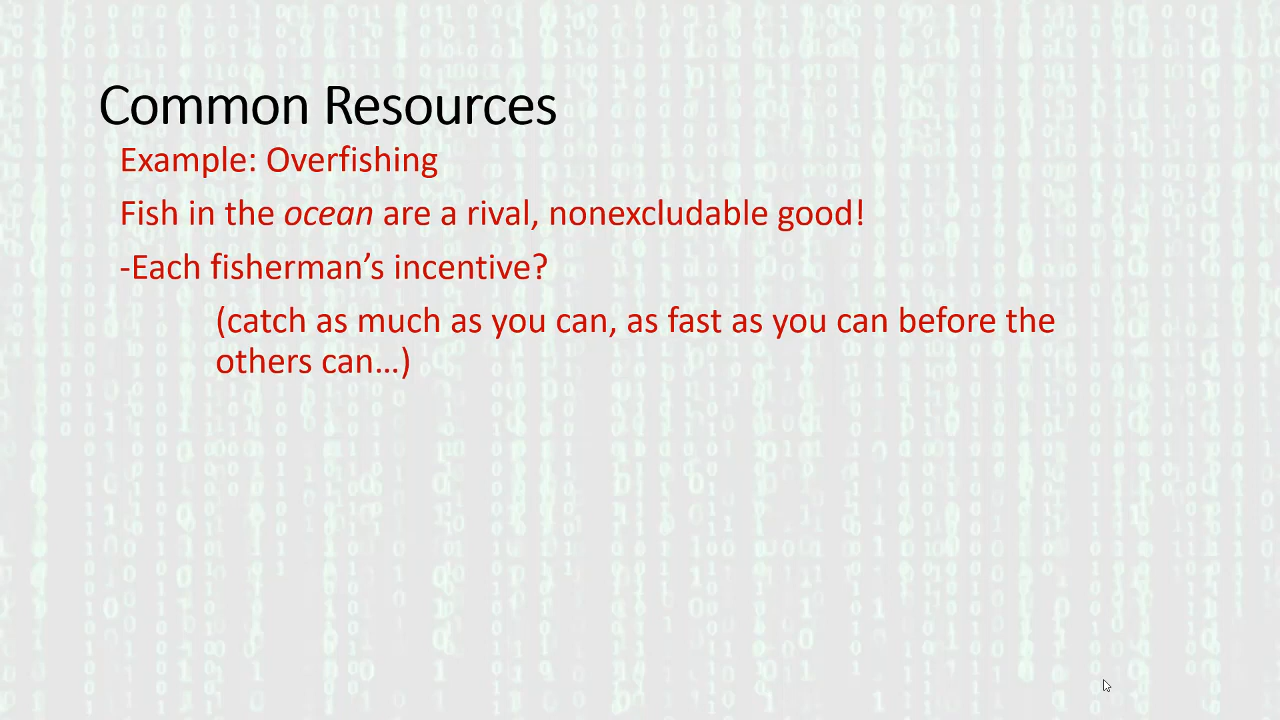 Common Resources
Example: Overfishing
Fish in the ocean are a rival, nonexcludable good!
-Each fisherman’s incentive?
(catch as much as you can, as fast as you can before the
others can…)